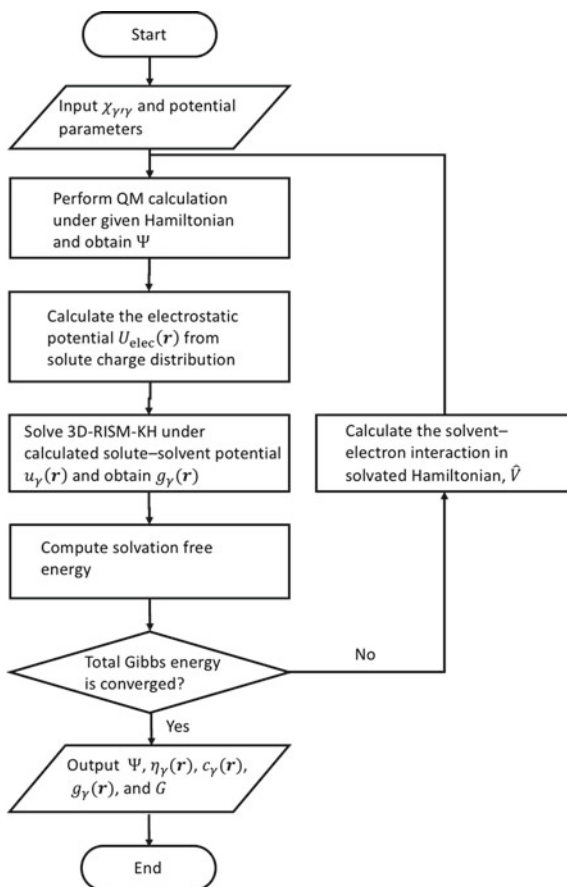 Start
Input χγ′γ and potential
parameters
Perform QM calculation
under given Hamiltonian
and obtain Ψ
Calculate the electrostatic
potential Uelec(r) from
solute charge distribution
Solve 3D-RISM-KH under
calculated solute–solvent potential
uγ(r) and obtain gγ(r)
Calculate the solvent–
electron interaction in
solvated Hamiltonian, V̂
Compute solvation free
energy
Total Gibbs energy
is converged?
No
Yes
Output Ψ, ηγ(r), cγ(r),
gγ(r), and G
End